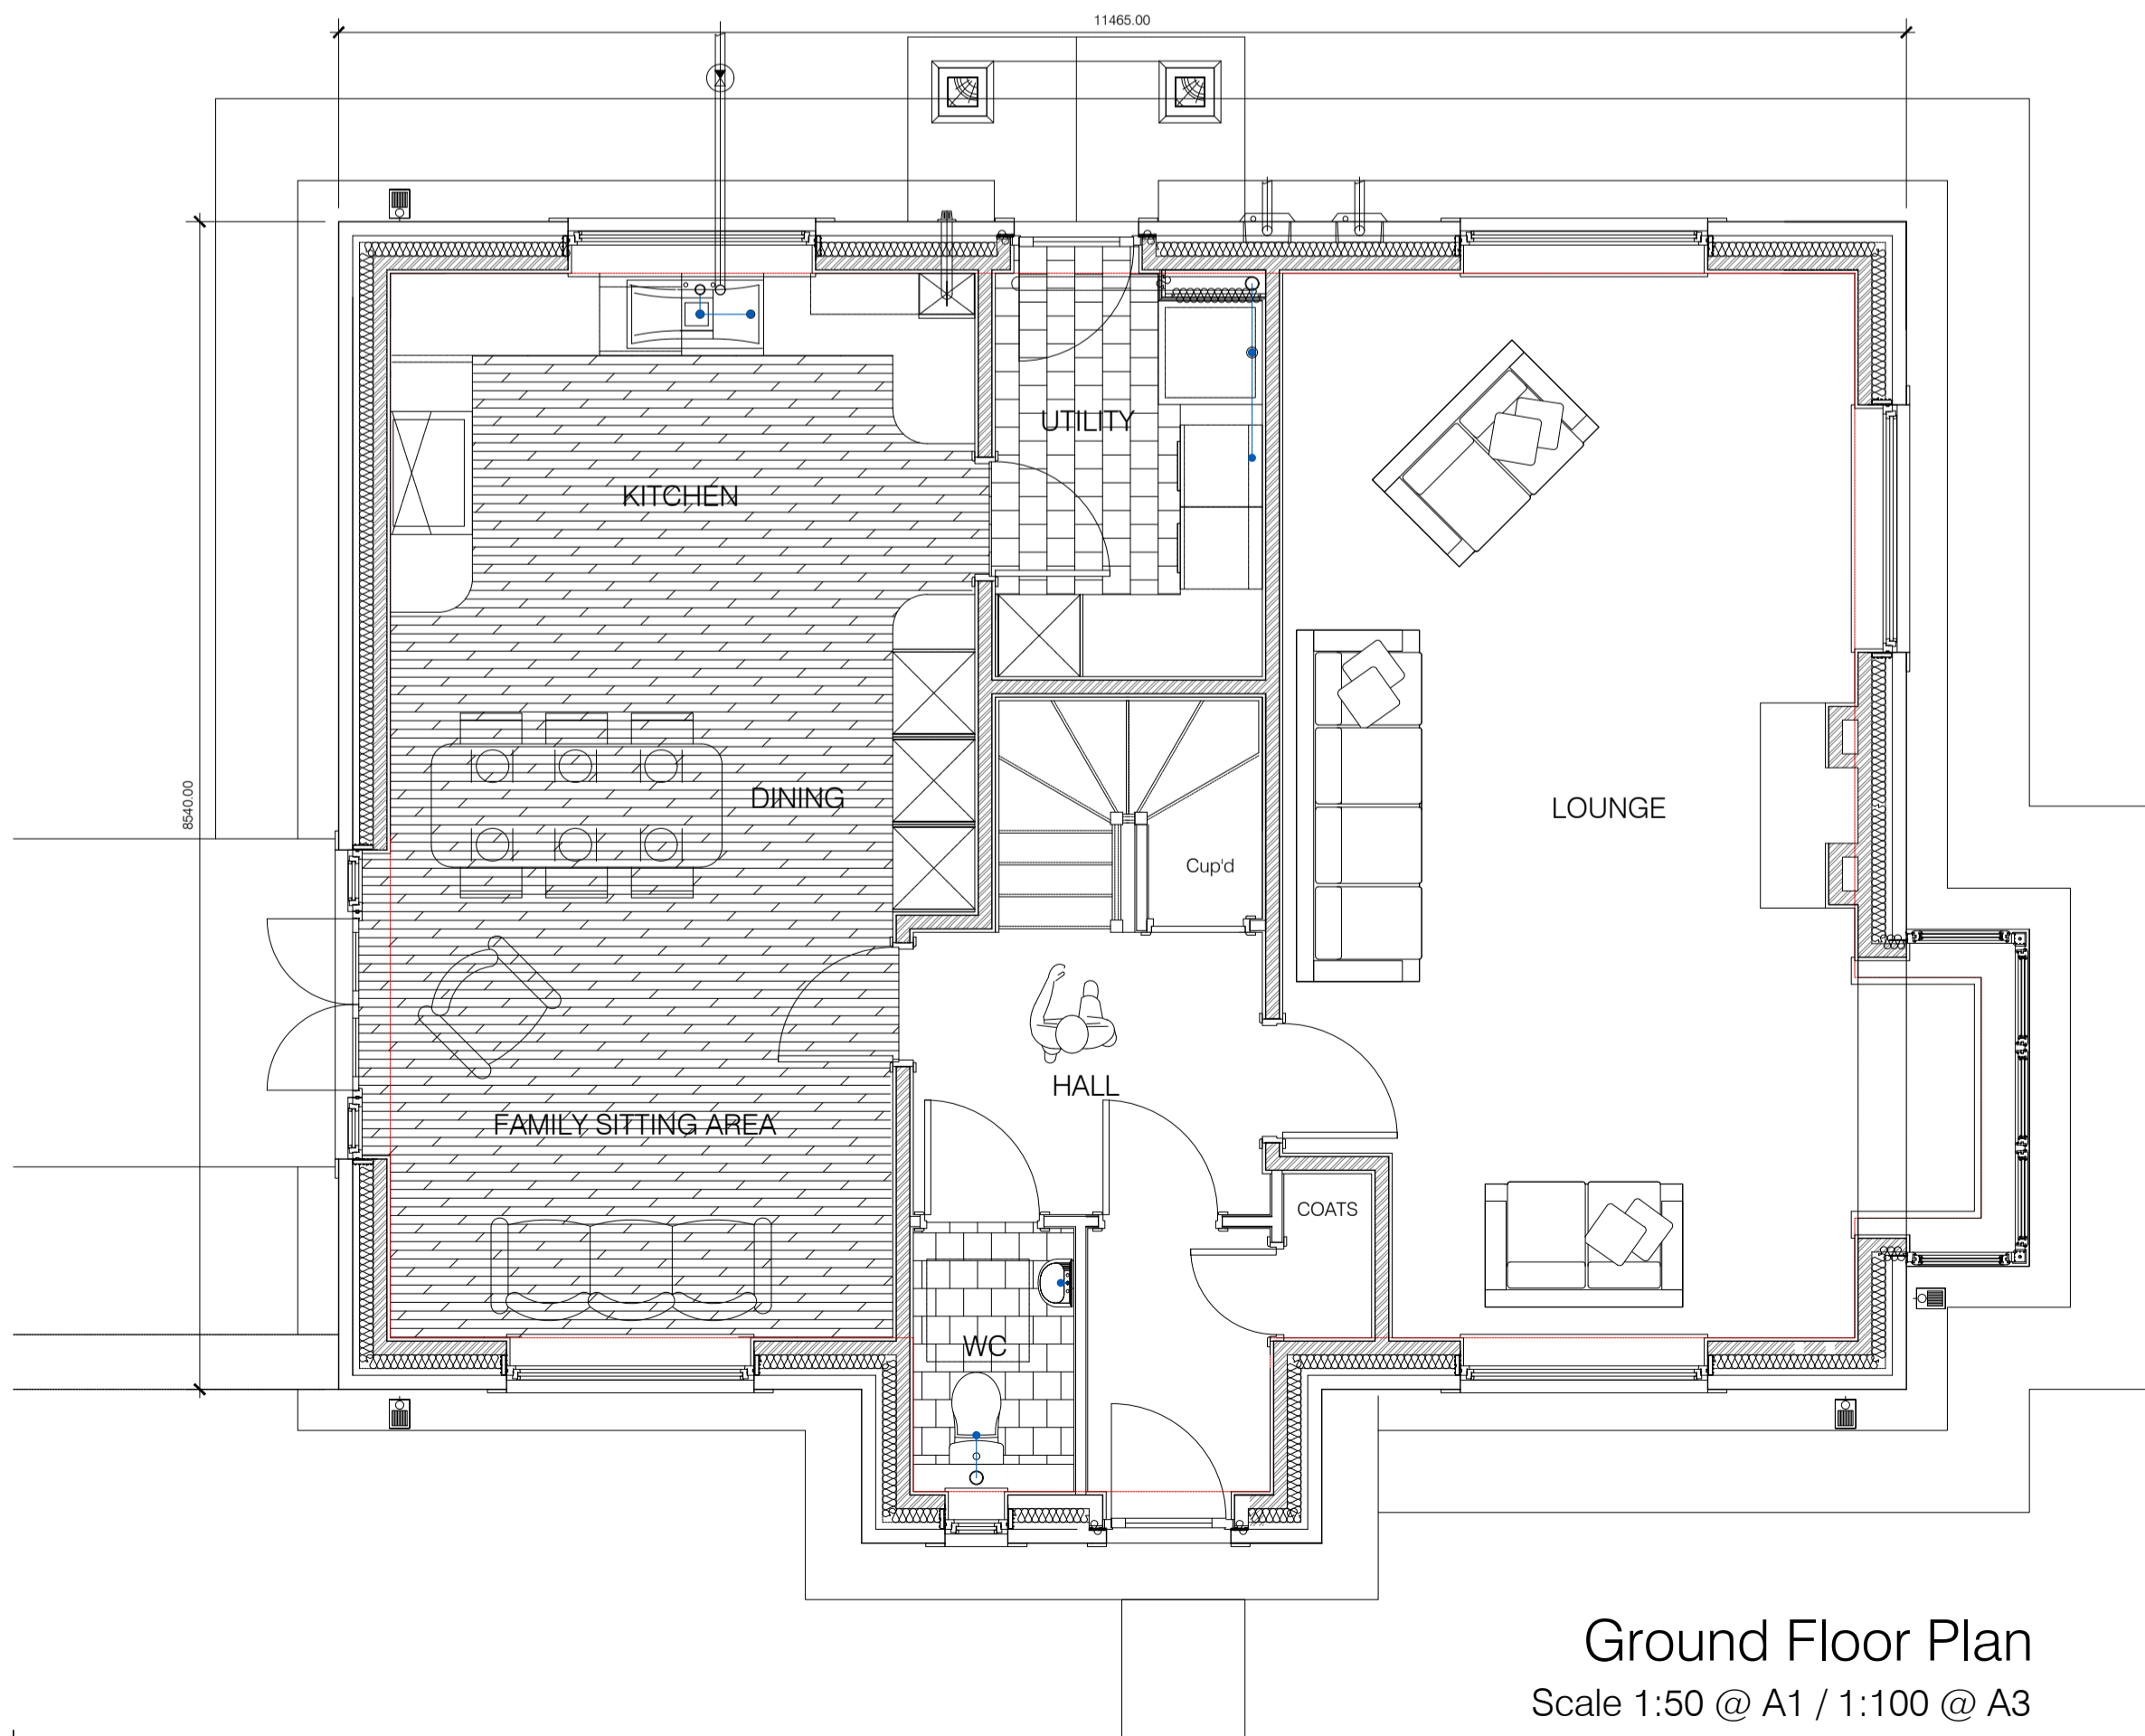 11465.00
UTILITY
KITCHEN
DINING
LOUNGE
8540.00
Cup'd
HALL
FAMILY SITTING AREA
COATS
WC
Ground Floor Plan
Scale 1:50 @ A1 / 1:100 @ A3